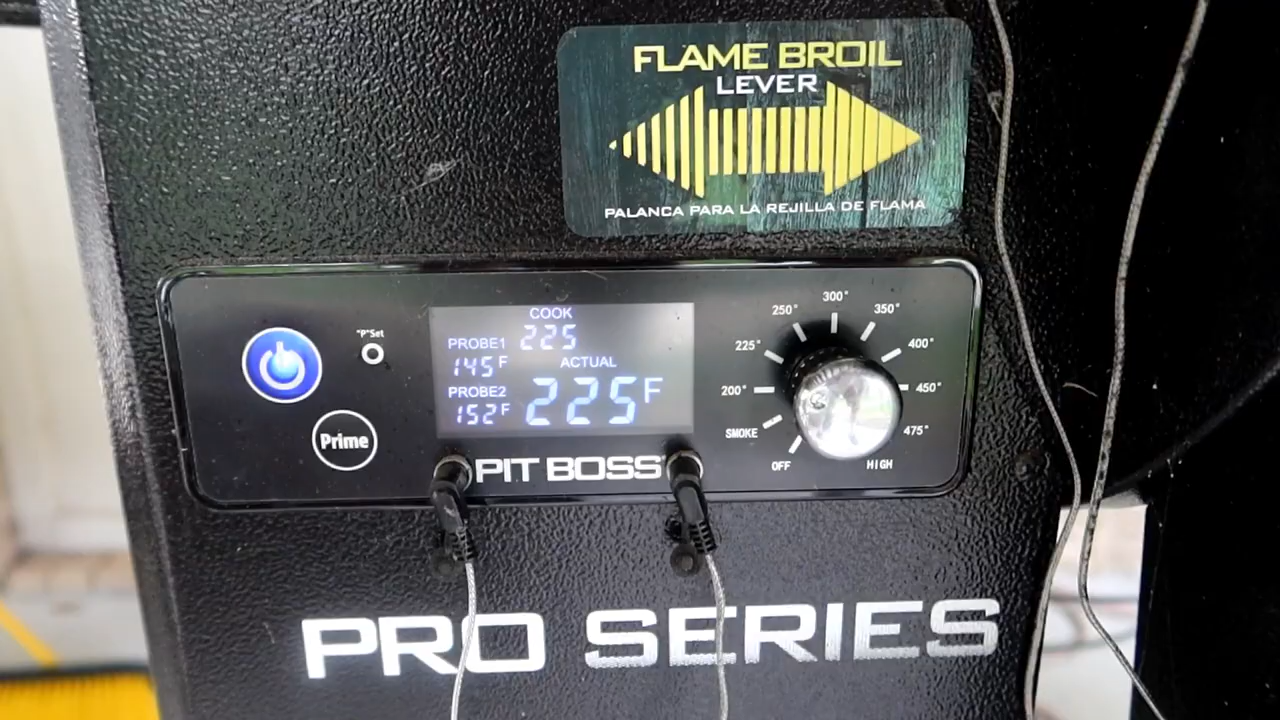 FLAME BROIL
LEVER
PALANCA PARA LA REJILLA DE FLAMA
"P"Set
Prime
COOK
225
PROBE1
145F
ACTUAL
225F
PROBE2
152F
PIT BOSS
OFF
SMOKE
200°
225°
250°
300°
350°
400°
450°
475°
HIGH
PRO SERIES